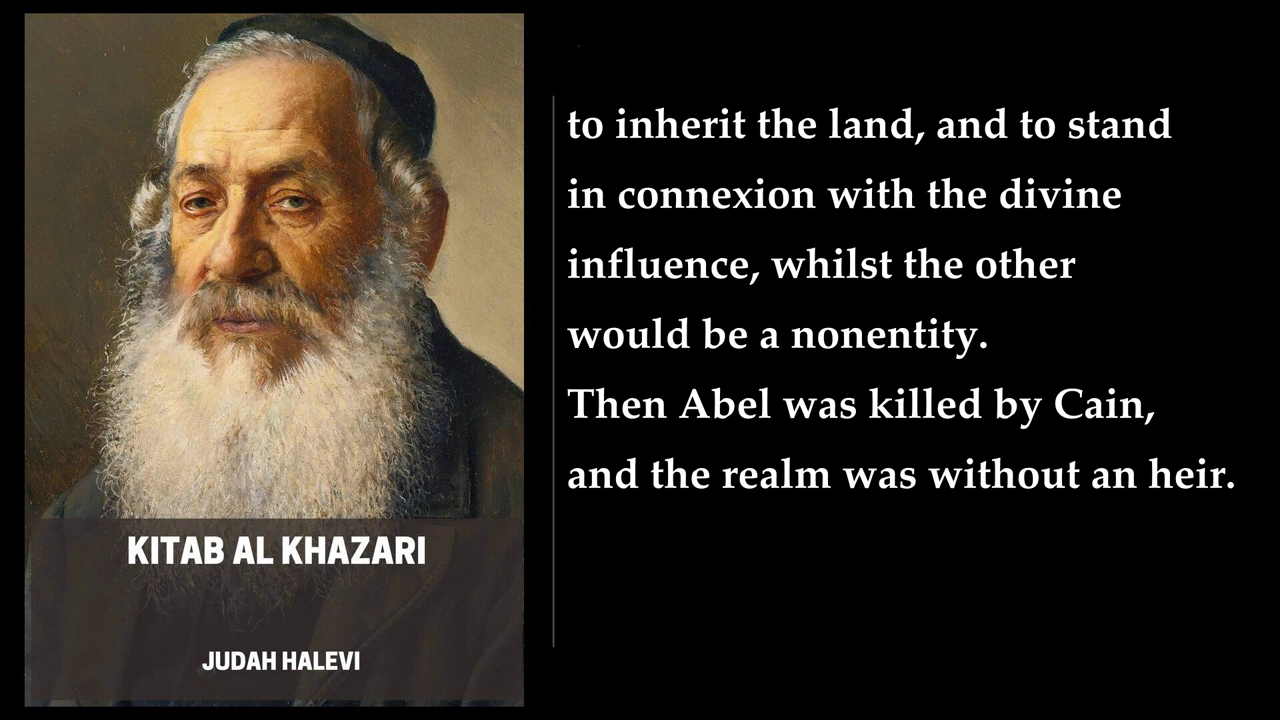 KITAB AL KHAZARI
JUDAH HALEVI
to inherit the land, and to stand
in connexion with the divine
influence, whilst the other
would be a nonentity.
Then Abel was killed by Cain,
and the realm was without an heir.